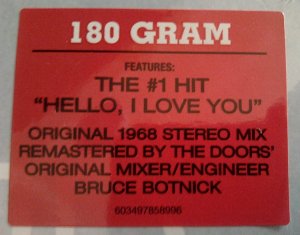 180 GRAM
FEATURES:
THE #1 HIT
“HELLO, I LOVE YOU”
ORIGINAL 1968 STEREO MIX
REMASTERED BY THE DOORS’
ORIGINAL MIXER/ENGINEER
BRUCE BOTNICK
603497858996